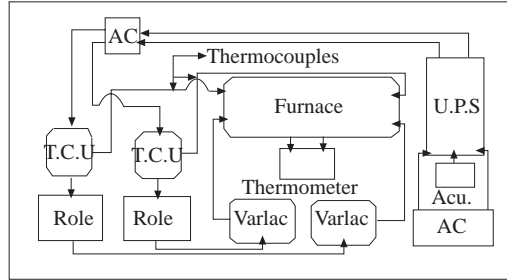 AC
Thermocouples
Furnace
U.P.S
T.C.U
T.C.U
Thermometer
Acu.
Role
Role
Varlac
Varlac
AC